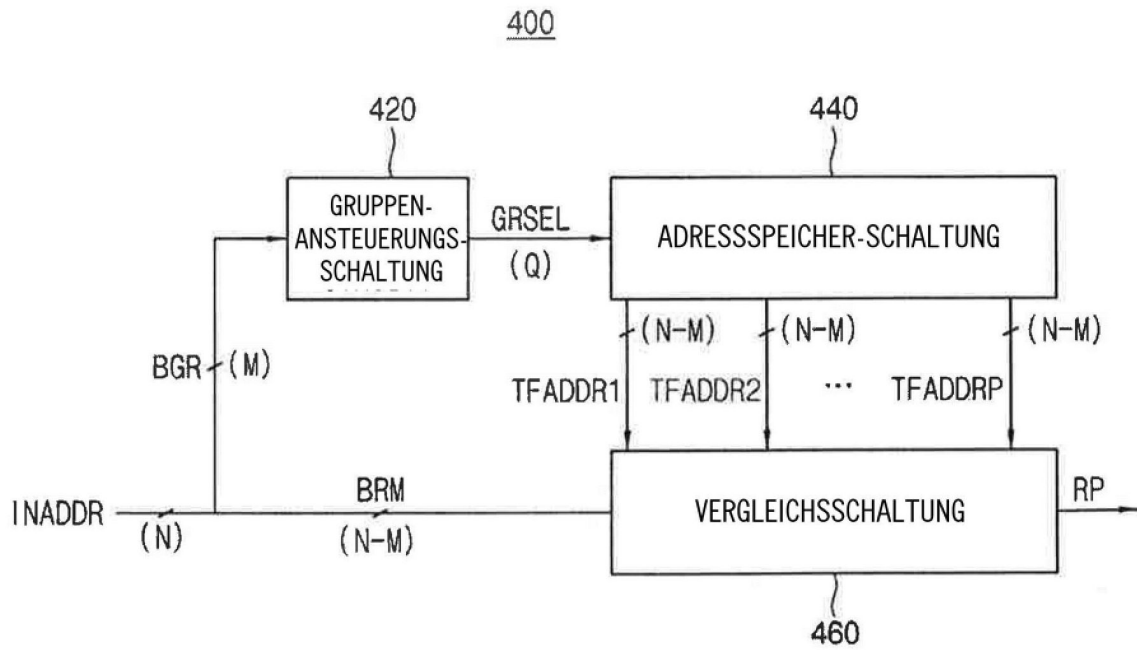 400
420
440
GRUPPEN-
ANSTEUERUNGS-
SCHALTUNG
GRSEL
(Q)
ADRESSSPEICHER-SCHALTUNG
BGR (M)
(N-M) (N-M) (N-M)
TFADDR1 TFADDR2 ... TFADDRP
INADDR
(N)
BRM
(N-M)
VERGLEICHSSCHALTUNG
RP
460